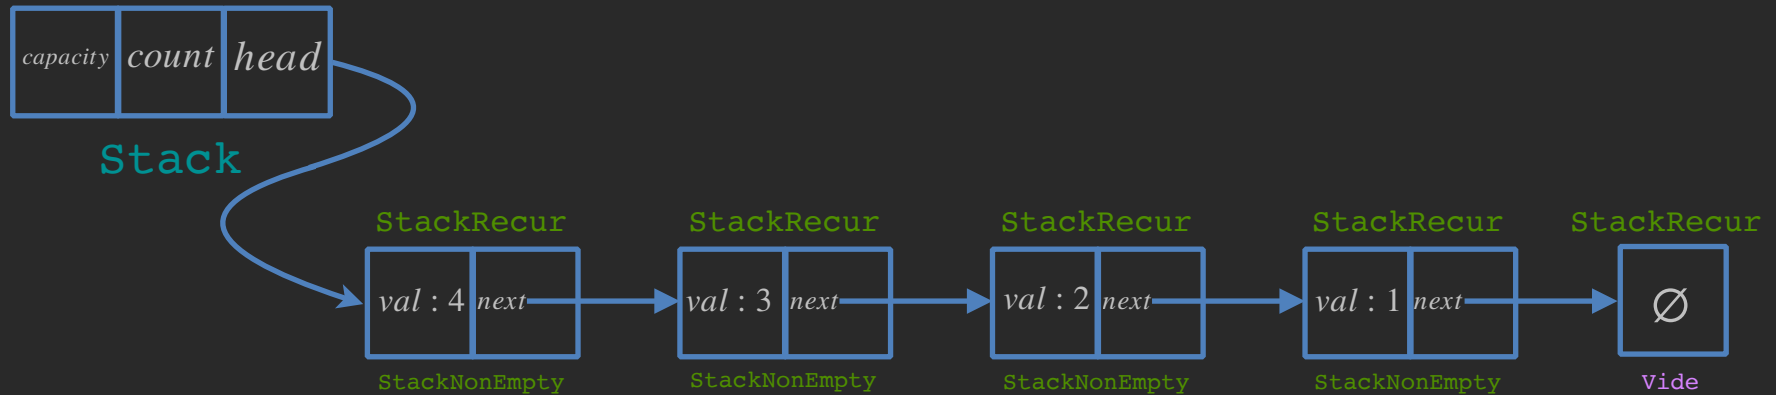 capacity count head
Stack
StackRecur StackRecur StackRecur StackRecur StackRecur
val : 4 next val : 3 next val : 2 next val : 1 next ∅
StackNonEmpty StackNonEmpty StackNonEmpty StackNonEmpty Vide